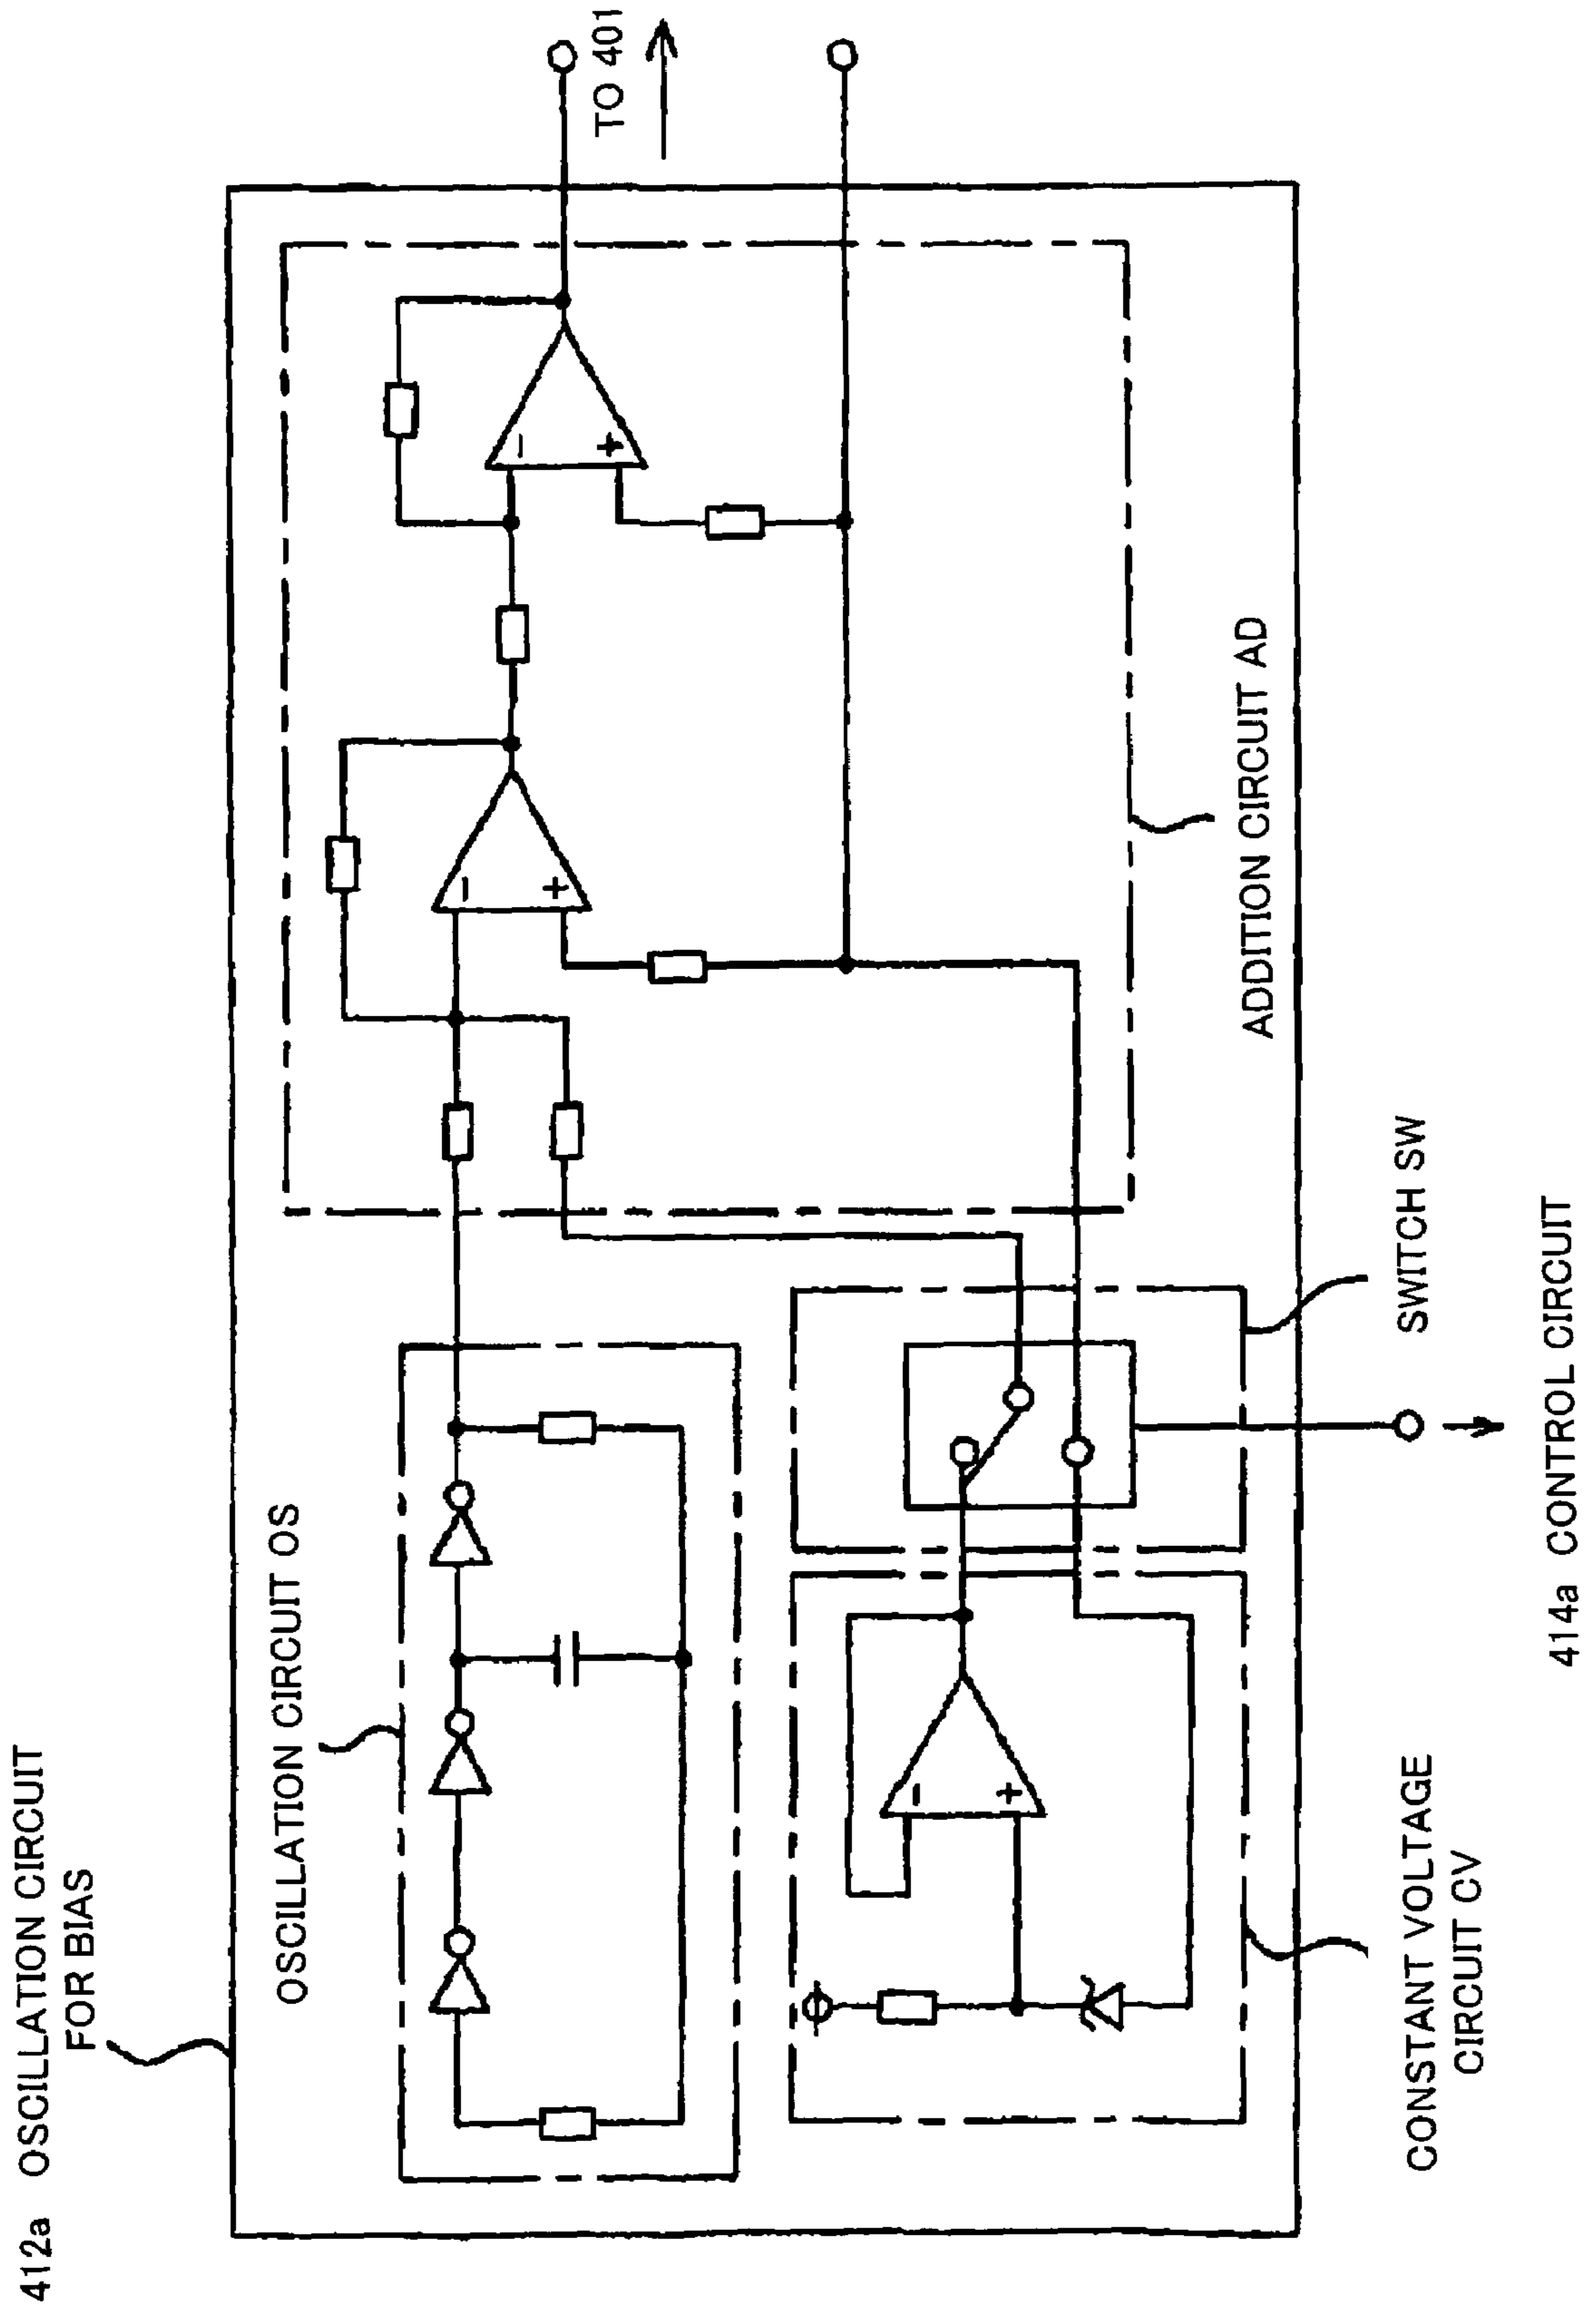 412a OSCILLATION CIRCUIT
FOR BIAS
OSCILLATION CIRCUIT OS
TO 401
−
+
−
+
−
+
ADDITION CIRCUIT AD
SWITCH SW
CONSTANT VOLTAGE
CIRCUIT CV
414a CONTROL CIRCUIT